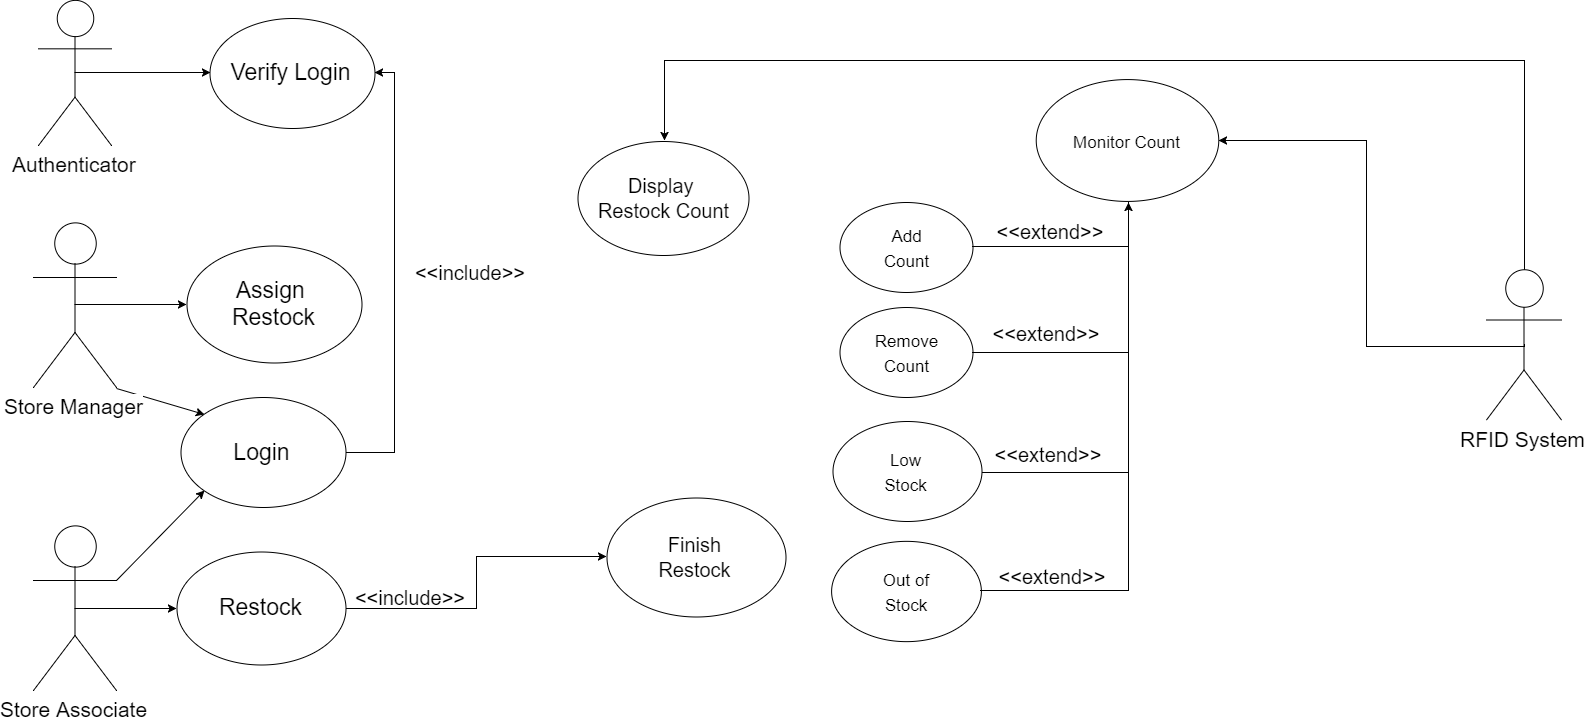 Verify Login
Authenticator
Monitor Count
Display
Restock Count
Add
Count
<<extend>>
<<include>>
Assign
Restock
Remove
Count
<<extend>>
Store Manager
RFID System
Login
Low
Stock
<<extend>>
Finish
Restock
Out of
Stock
<<extend>>
Restock
<<include>>
Store Associate